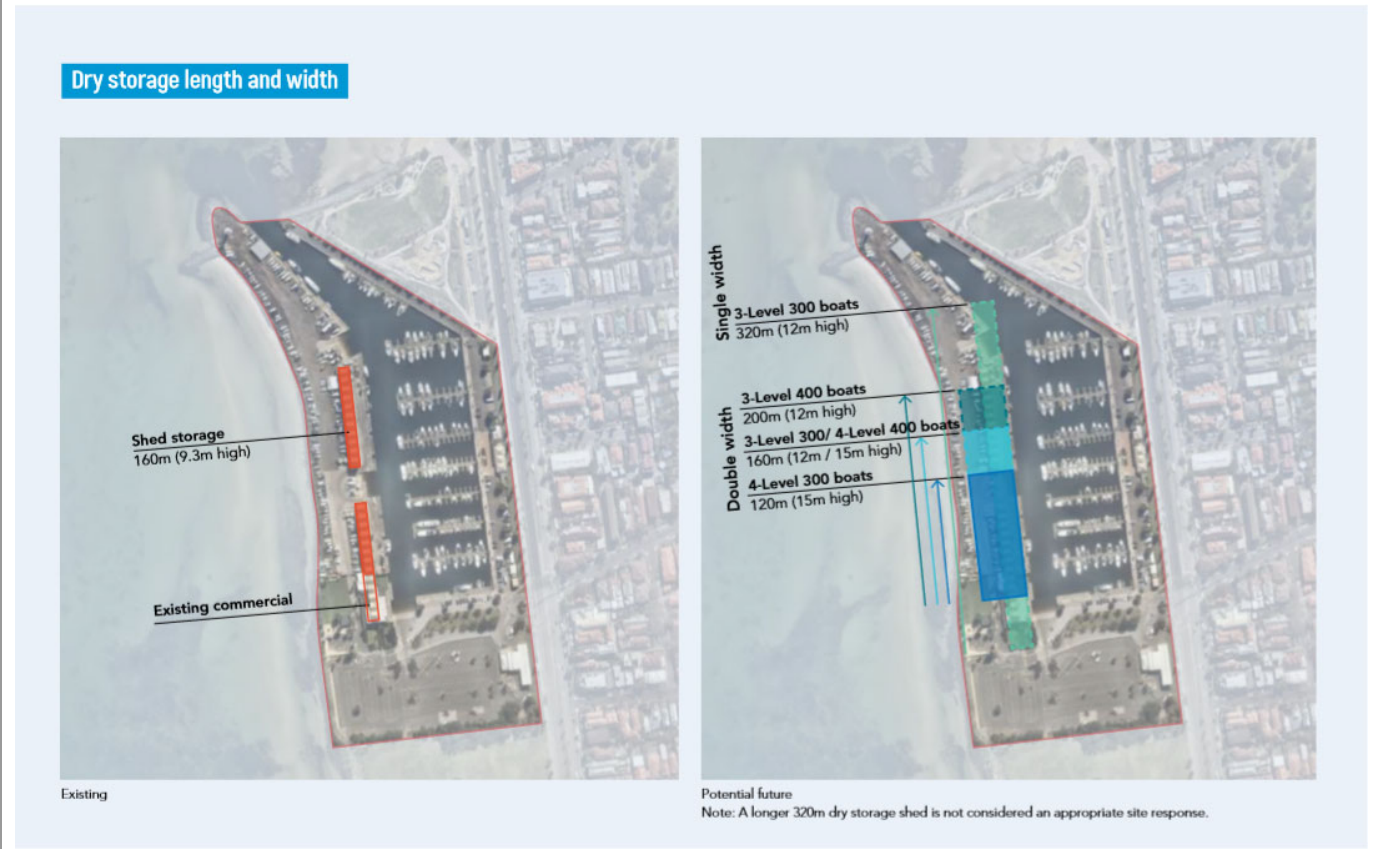 Dry storage length and width
Shed storage
160m (9.3m high)
Existing commercial
Existing
Single width
3-Level 300 boats
320m (12m high)
Double width
3-Level 400 boats
200m (12m high)
3-Level 300/ 4-Level 400 boats
160m (12m / 15m high)
4-Level 300 boats
120m (15m high)
Potential future
Note: A longer 320m dry storage shed is not considered an appropriate site response.